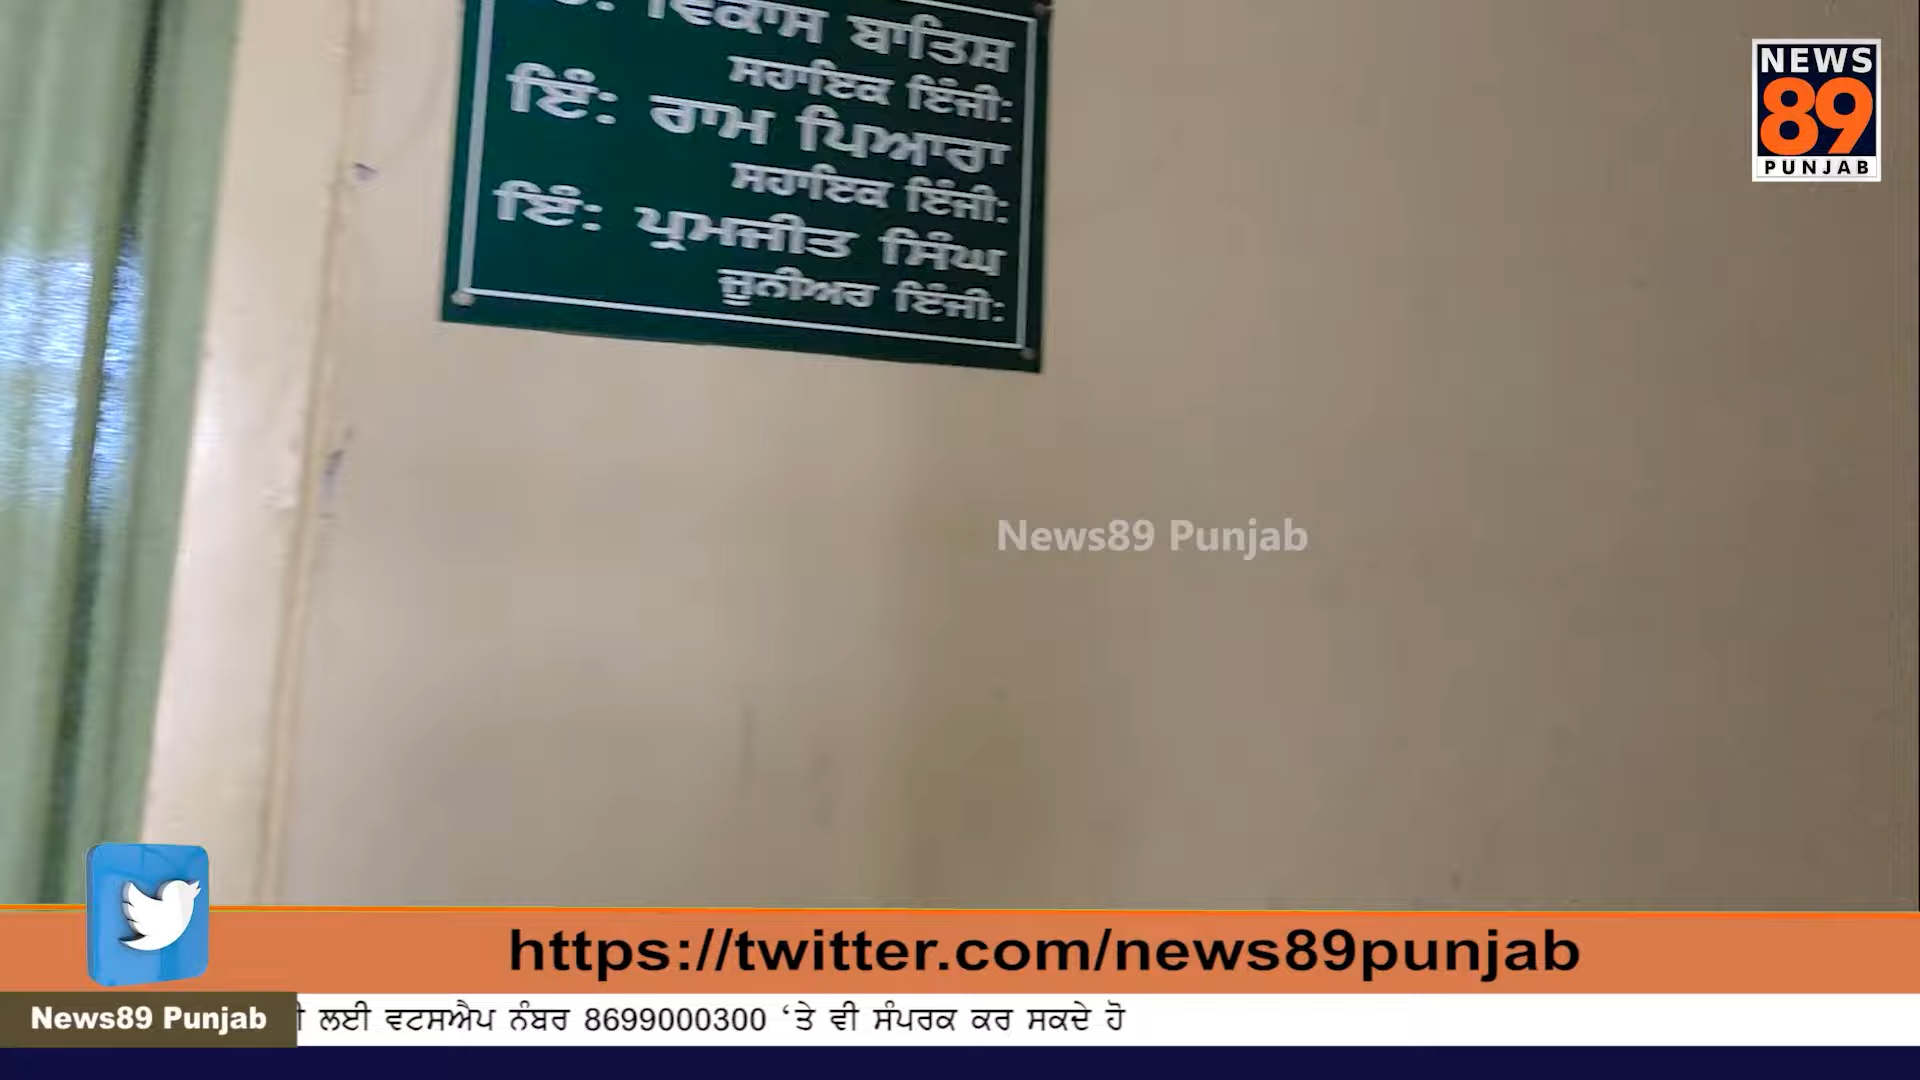 ਵਿਕਾਸ ਬਾਤਿਸ਼
ਸਹਾਇਕ ਇੰਜੀ:
ਇੰ: ਰਾਮ ਪਿਆਰਾ
ਸਹਾਇਕ ਇੰਜੀ:
ਇੰ: ਪ੍ਰਮਜੀਤ ਸਿੰਘ
ਜੂਨੀਅਰ ਇੰਜੀ:
NEWS
89
PUNJAB
News89 Punjab
https://twitter.com/news89punjab
News89 Punjab
ਲਈ ਵਟਸਐਪ ਨੰਬਰ 8699000300 ‘ਤੇ ਵੀ ਸੰਪਰਕ ਕਰ ਸਕਦੇ ਹੋ